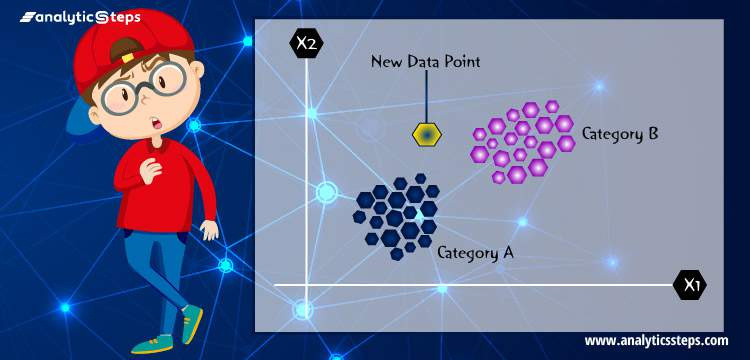 analyticSteps
X2
New Data Point
Category B
Category A
X1
www.analyticssteps.com